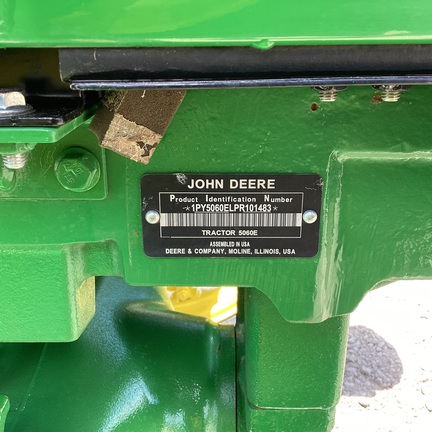 JOHN DEERE
Product Identification Number
*1PY5060ELPR101483*
TRACTOR 5060E
ASSEMBLED IN USA
DEERE & COMPANY, MOLINE, ILLINOIS, USA